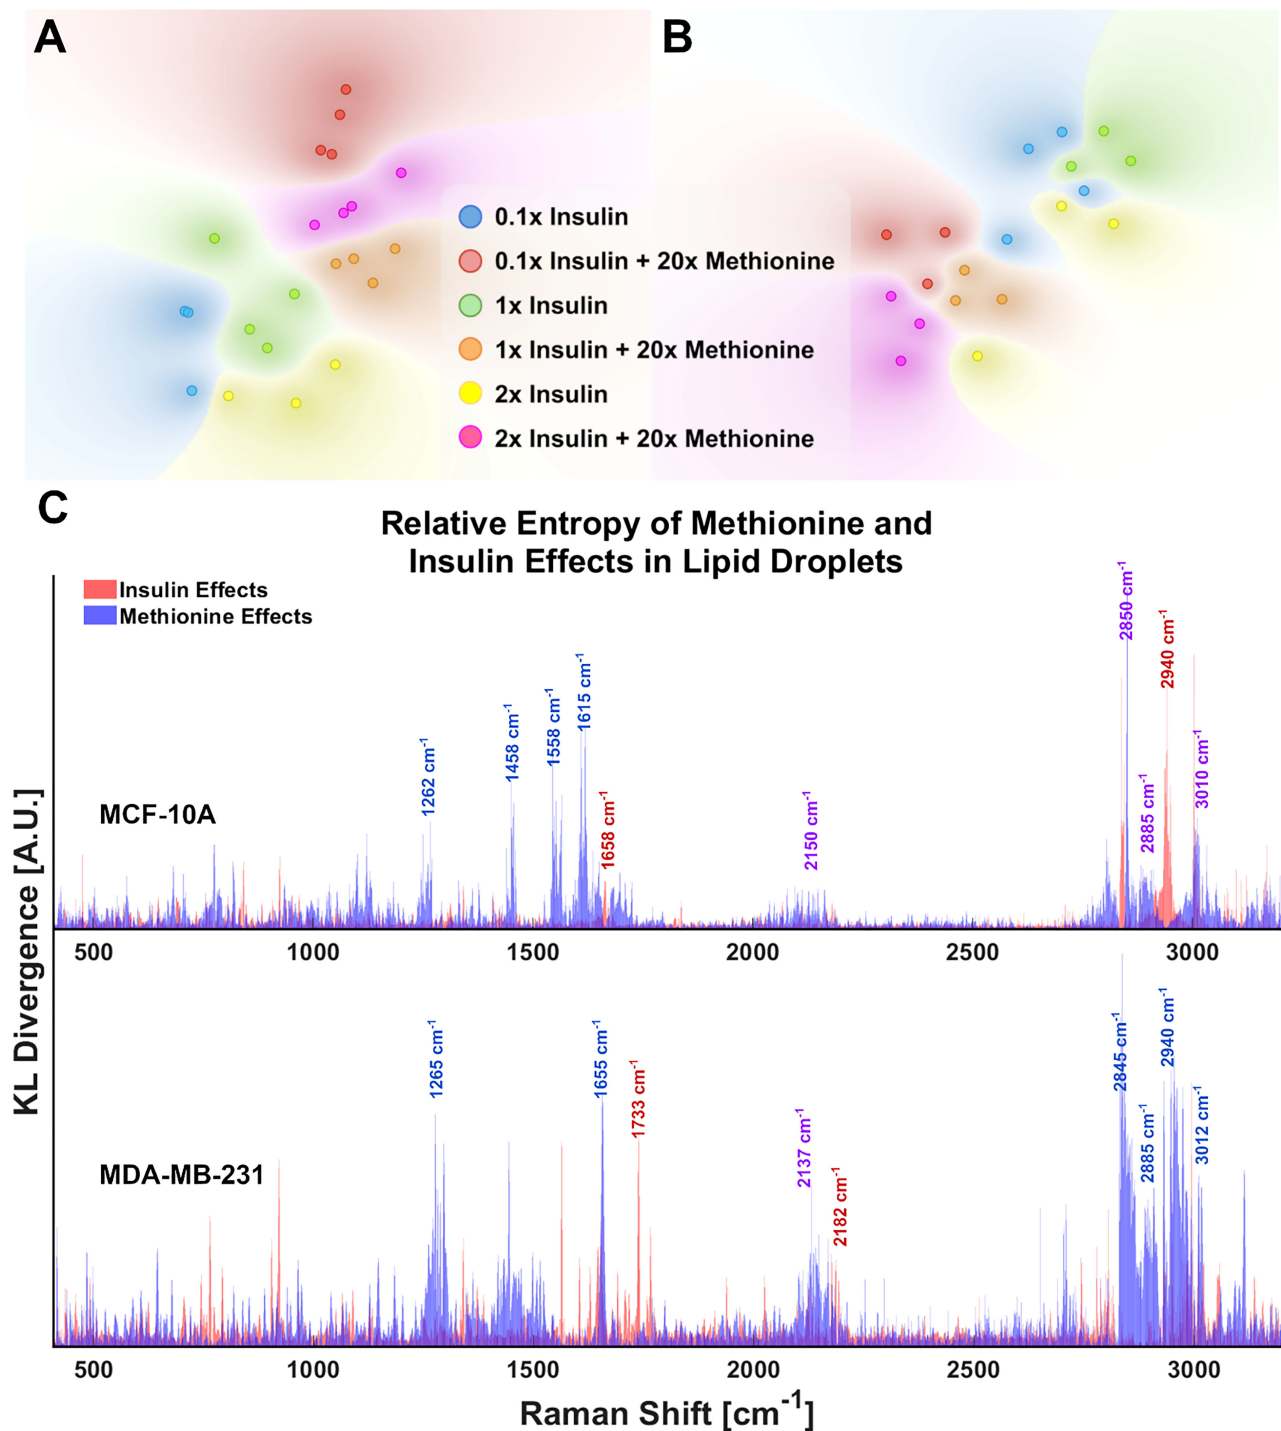 A
B
0.1x Insulin
0.1x Insulin + 20x Methionine
1x Insulin
1x Insulin + 20x Methionine
2x Insulin
2x Insulin + 20x Methionine
C
Relative Entropy of Methionine and
Insulin Effects in Lipid Droplets
Insulin Effects
Methionine Effects
MCF-10A
1262 cm-1
1458 cm-1
1558 cm-1
1615 cm-1
1658 cm-1
2150 cm-1
2850 cm-1
2885 cm-1
2940 cm-1
3010 cm-1
500 1000 1500 2000 2500 3000
KL Divergence [A.U.]
MDA-MB-231
1265 cm-1
1655 cm-1
1733 cm-1
2137 cm-1
2182 cm-1
2845 cm-1
2885 cm-1
2940 cm-1
3012 cm-1
500 1000 1500 2000 2500 3000
Raman Shift [cm-1]